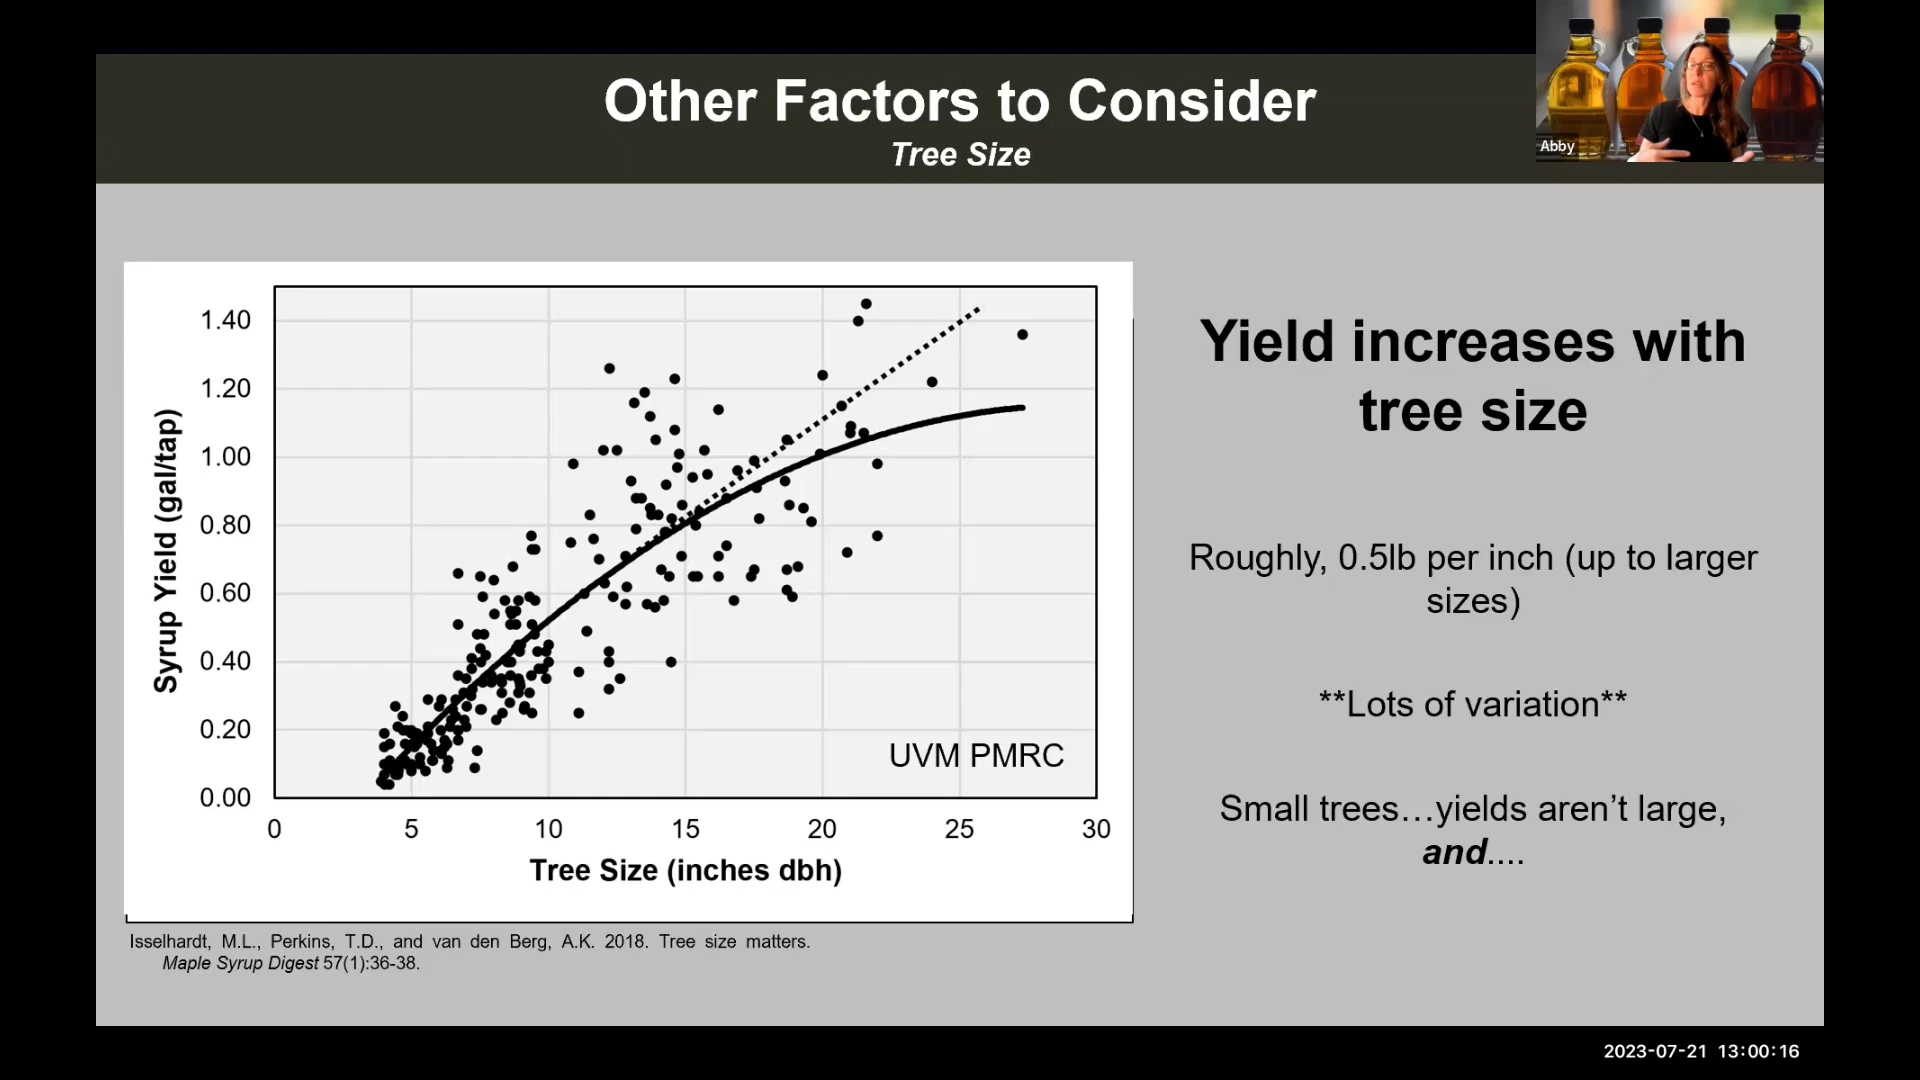 Other Factors to Consider
Tree Size
Abby
1.40
1.20
1.00
0.80
0.60
0.40
0.20
0.00
Syrup Yield (gal/tap)
UVM PMRC
0 5 10 15 20 25 30
Tree Size (inches dbh)
Yield increases with
tree size
Roughly, 0.5lb per inch (up to larger
sizes)
**Lots of variation**
Small trees…yields aren’t large,
and....
Isselhardt, M.L., Perkins, T.D., and van den Berg, A.K. 2018. Tree size matters.
Maple Syrup Digest 57(1):36-38.
2023-07-21 13:00:16